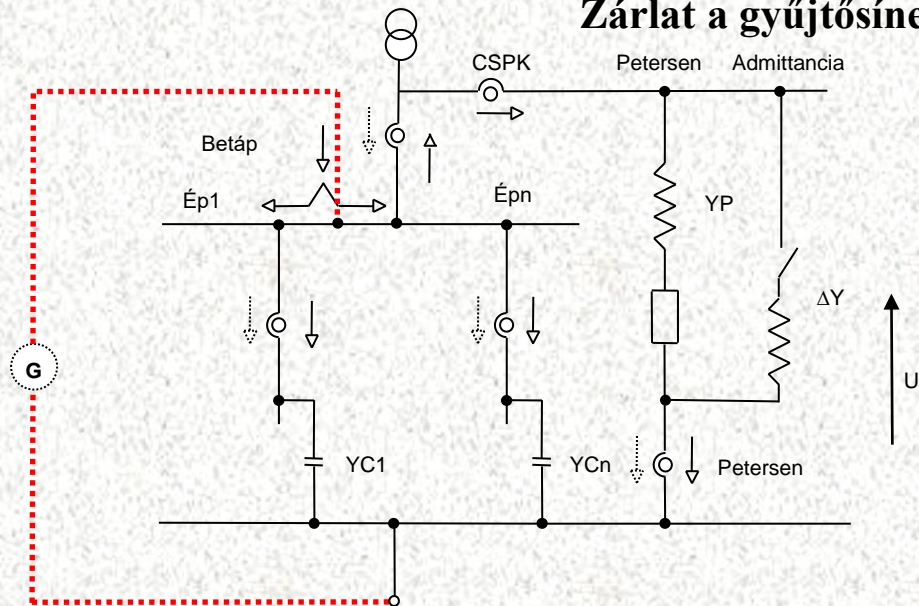 Zárlat a gyűjtősíne
CSPK
Petersen
Admittancia
Betáp
Ép1
Épn
YP
ΔY
G
U
YC1
YCn
Petersen